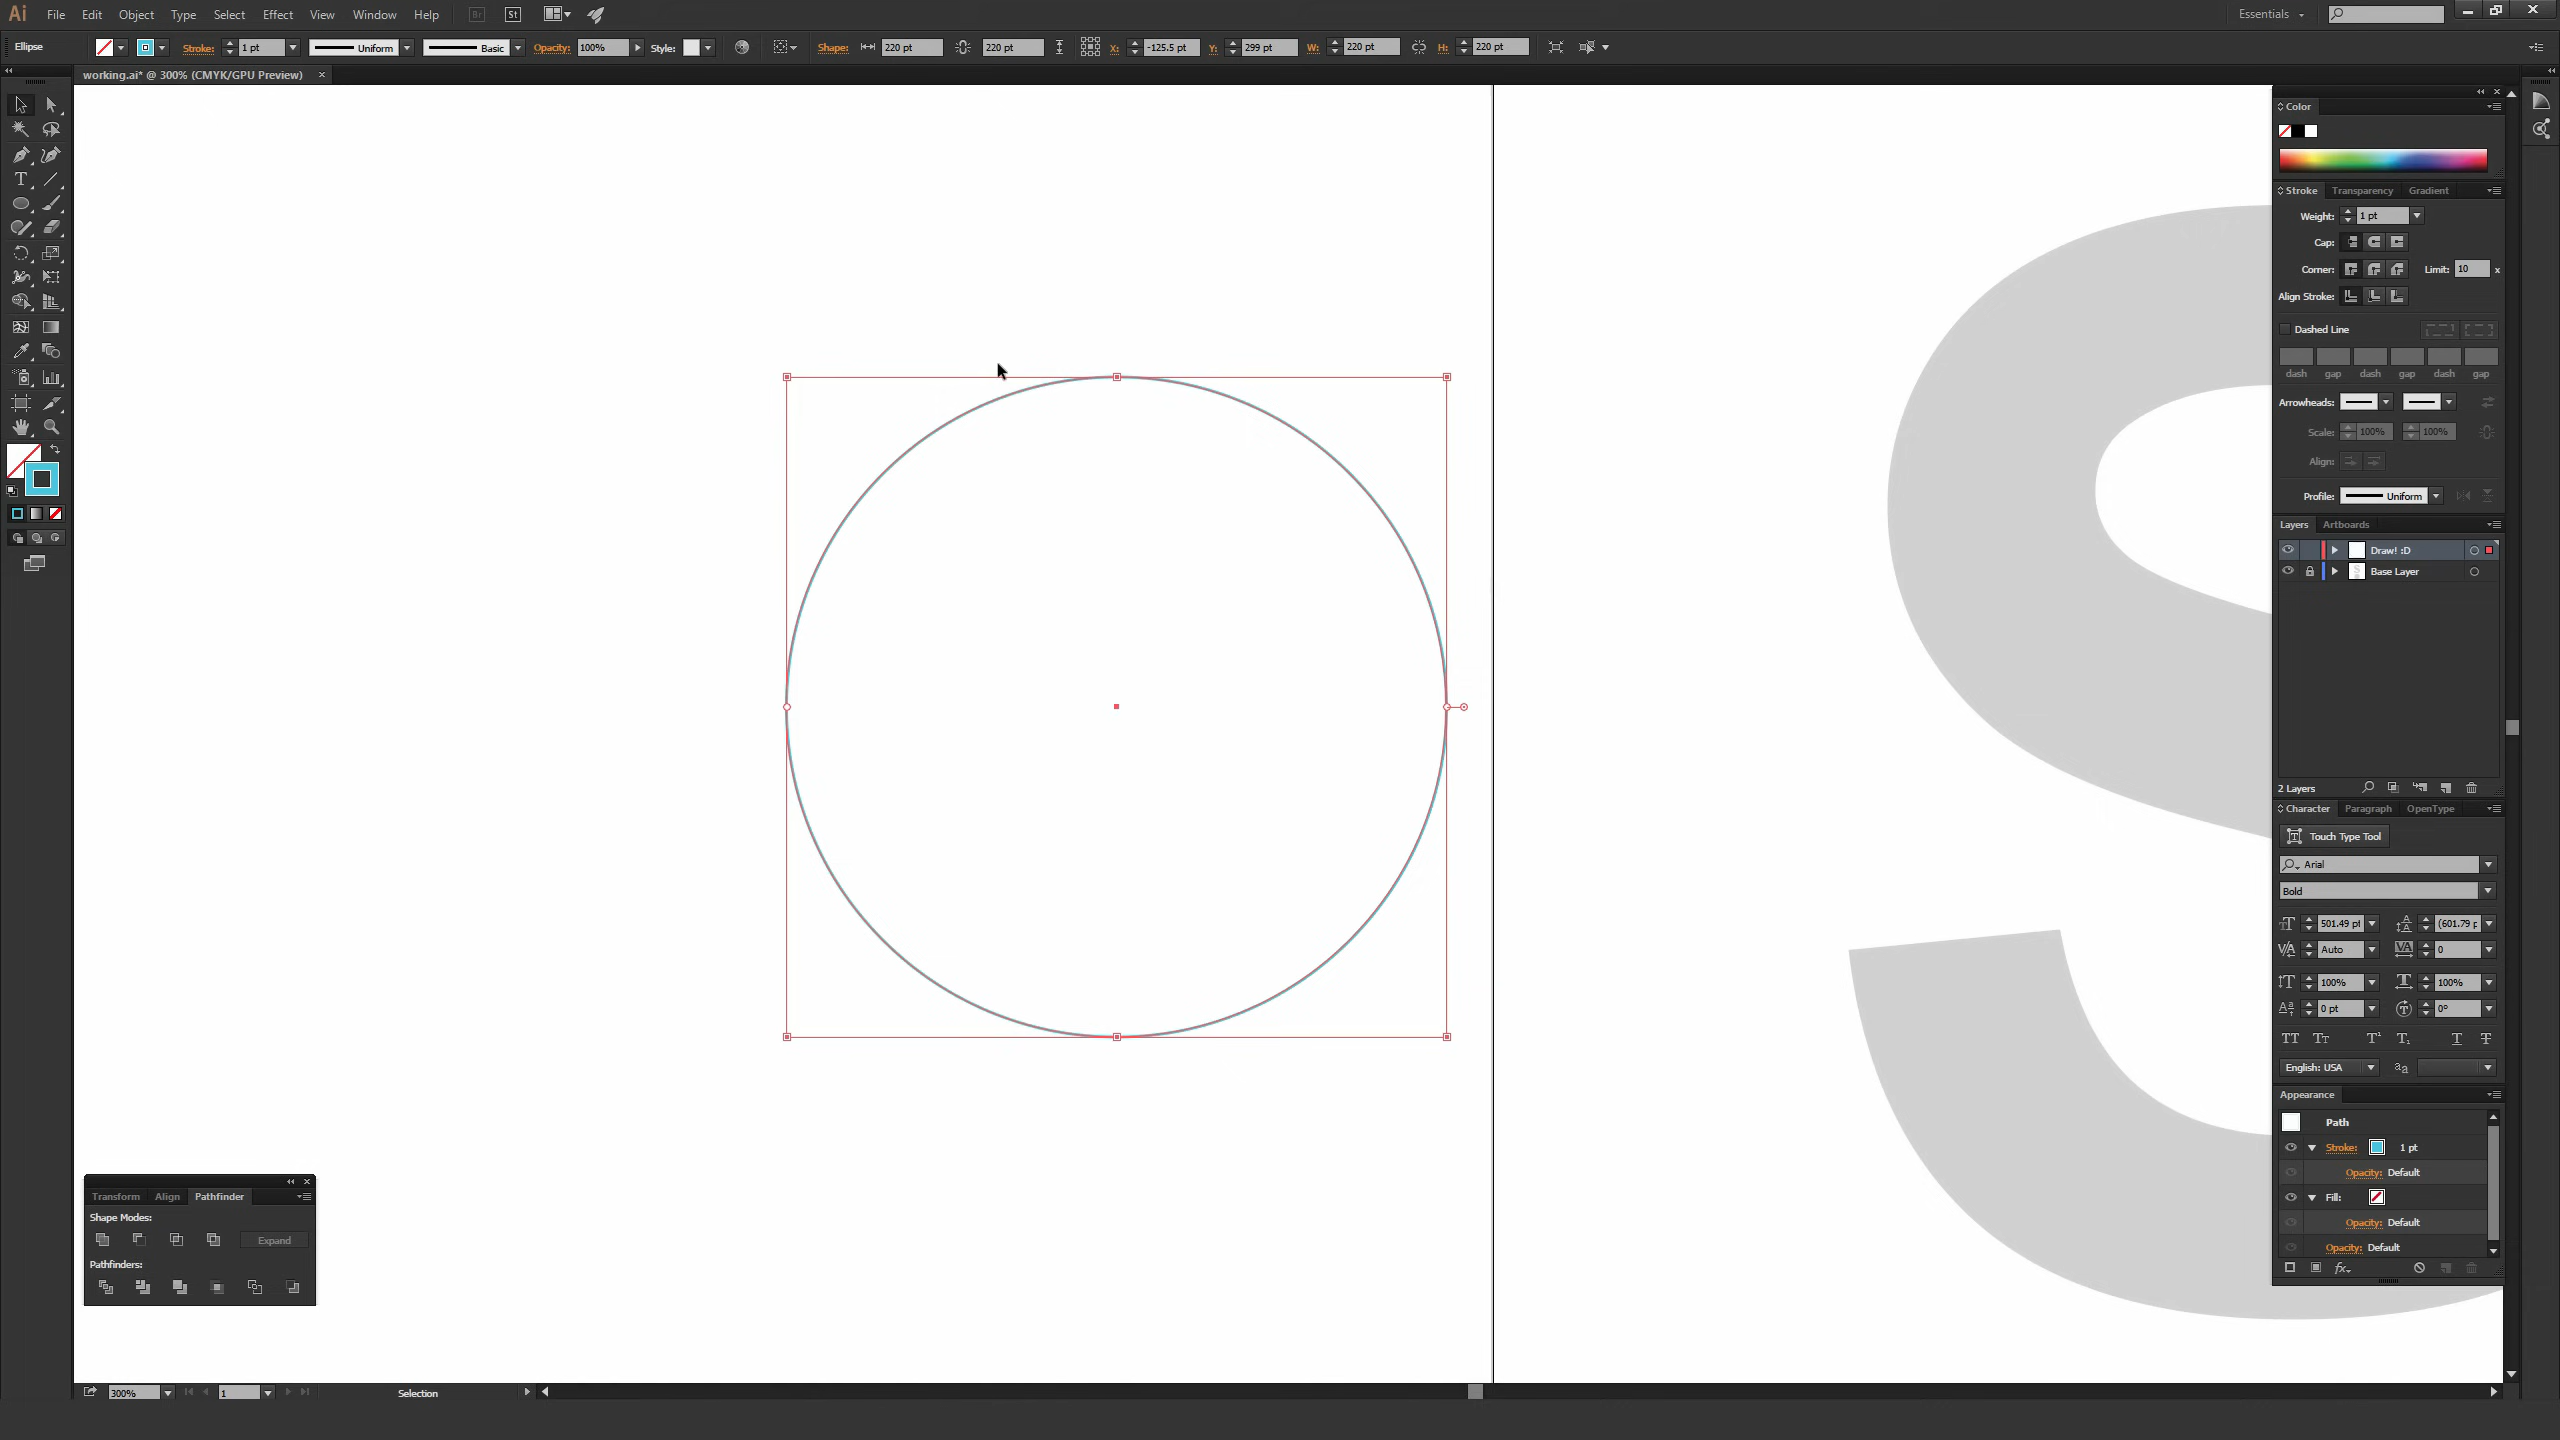 Ai File Edit Object Type Select Effect View Window Help Br St Essentials
Ellipse Stroke: 1 pt Uniform Basic Opacity: 100% Style: Shape: 220 pt 220 pt X: -125.5 pt Y: 299 pt W: 220 pt H: 220 pt
working.ai* @ 300% (CMYK/GPU Preview)
Color
Stroke Transparency Gradient
Weight: 1 pt
Cap:
Corner: Limit: 10 x
Align Stroke:
Dashed Line
dash gap dash gap dash gap
Arrowheads:
Scale: 100% 100%
Align:
Profile: Uniform
Layers Artboards
Draw! :D
Base Layer
2 Layers
Character Paragraph OpenType
Touch Type Tool
Arial
Bold
501.49 pt (601.79 p
Auto 0
100% 100%
0 pt 0°
English: USA
Appearance
Path
Stroke: 1 pt
Opacity: Default
Fill:
Opacity: Default
Opacity: Default
fx
Transform Align Pathfinder
Shape Modes:
Expand
Pathfinders:
300% 1 Selection